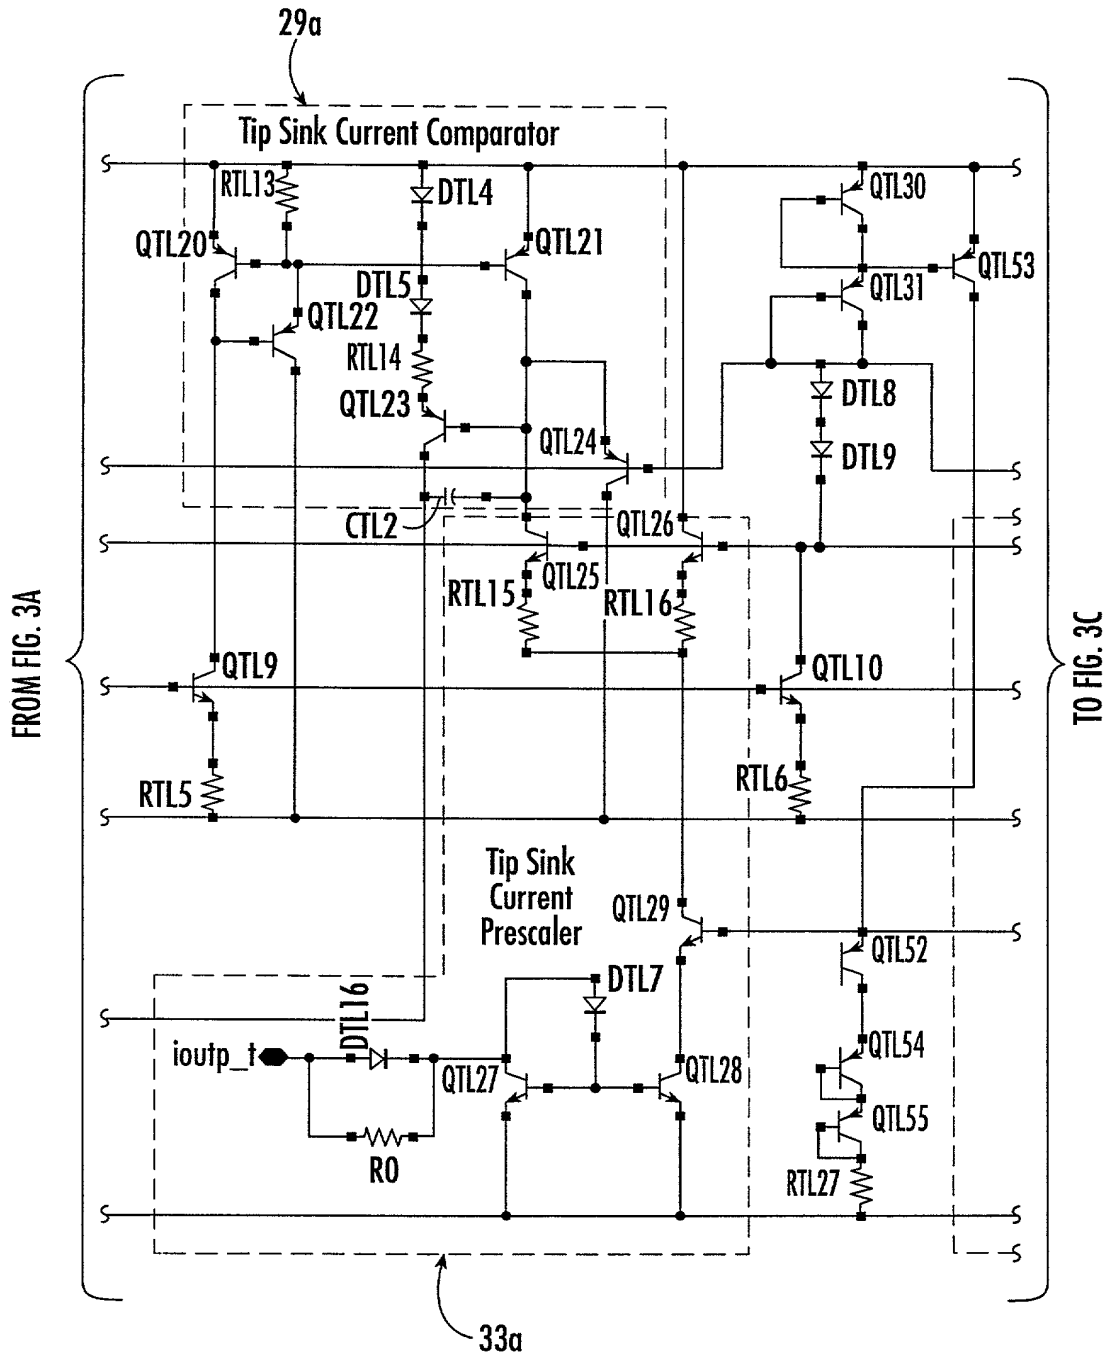 29a
Tip Sink Current Comparator
RTL13
DTL4
QTL30
QTL20
QTL21
QTL53
DTL5
QTL31
QTL22
RTL14
QTL23
DTL8
QTL24
DTL9
CTL2
QTL26
QTL25
RTL15
RTL16
FROM FIG. 3A
TO FIG. 3C
QTL9
QTL10
RTL5
RTL6
Tip Sink
Current
Prescaler
QTL29
QTL52
DTL7
DTL16
ioutp_t
QTL27
QTL28
QTL54
QTL55
R0
RTL27
33a